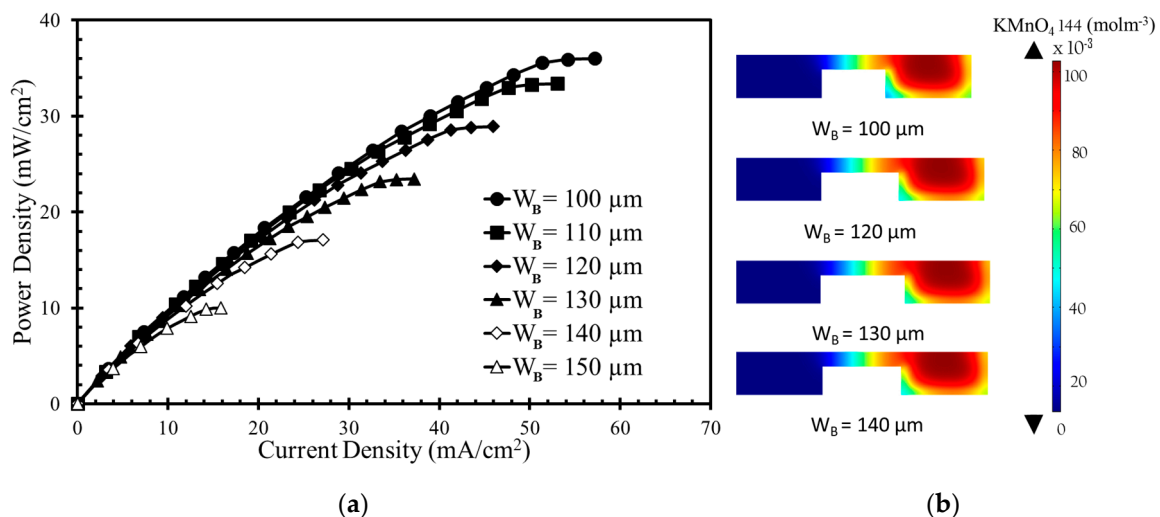 40
30
20
10
0
Power Density (mW/cm²)
0 10 20 30 40 50 60 70
Current Density (mA/cm²)
W_B = 100 µm
W_B = 110 µm
W_B = 120 µm
W_B = 130 µm
W_B = 140 µm
W_B = 150 µm
(a)
KMnO₄ 144 (molm⁻³)
x 10⁻³
100
80
60
40
20
0
W_B = 100 µm
W_B = 120 µm
W_B = 130 µm
W_B = 140 µm
(b)